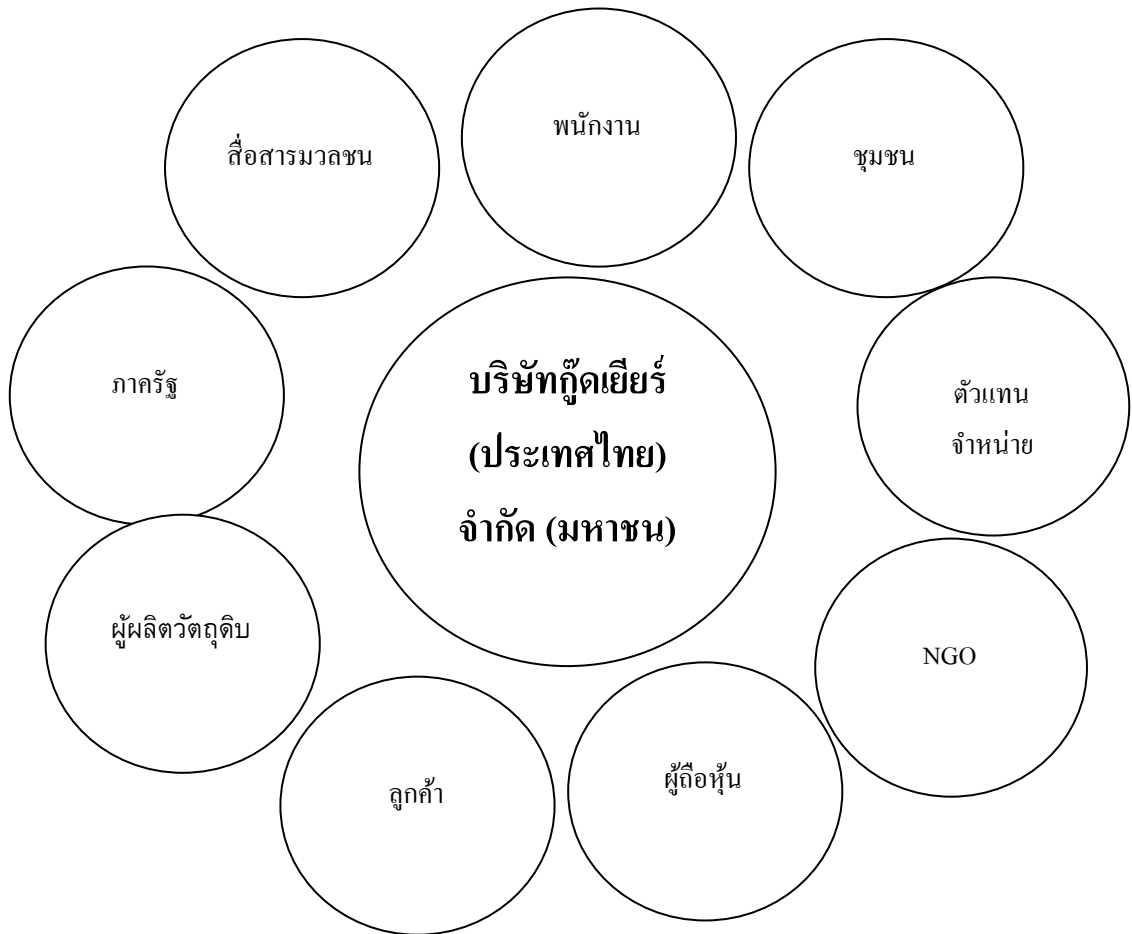 พนักงาน
สื่อสารมวลชน
ชุมชน
ภาครัฐ
บริษัทกู๊ดเยียร์
(ประเทศไทย)
จำกัด (มหาชน)
ตัวแทน
จำหน่าย
ผู้ผลิตวัตถุดิบ
NGO
ลูกค้า
ผู้ถือหุ้น